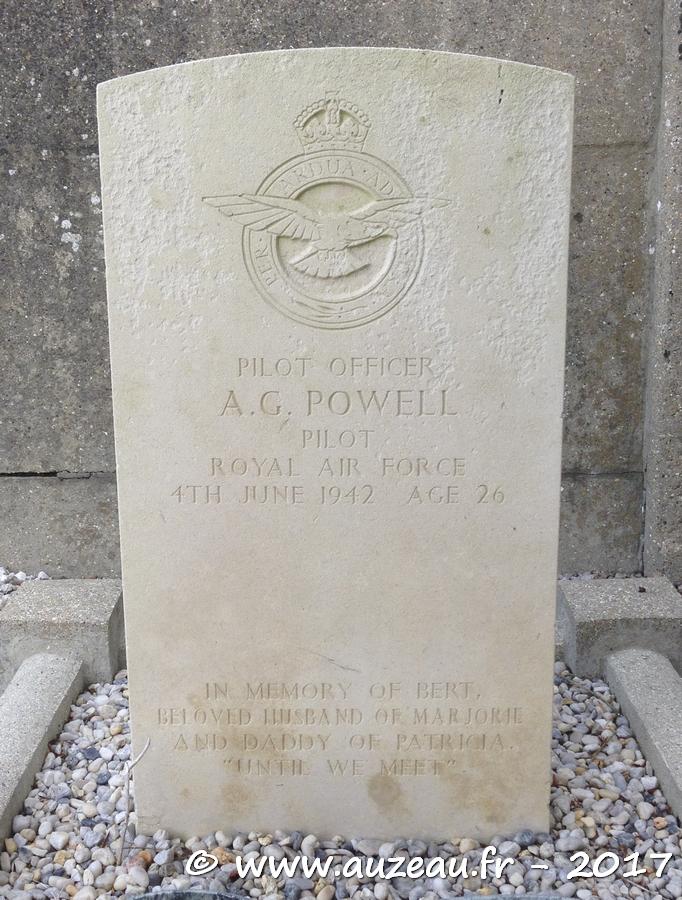 PER · ARDUA · AD
PILOT OFFICER
A.G. POWELL
PILOT
ROYAL AIR FORCE
4TH JUNE 1942 AGE 26
IN MEMORY OF BERT,
BELOVED HUSBAND OF MARJORIE
AND DADDY OF PATRICIA.
"UNTIL WE MEET".
© www.auzeau.fr - 2017